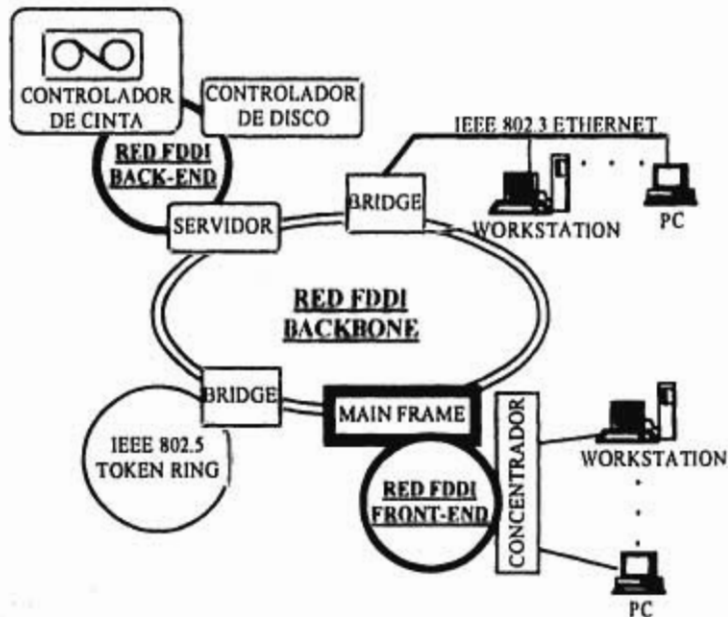 CONTROLADOR
DE CINTA
CONTROLADOR
DE DISCO
RED FDDI
BACK-END
SERVIDOR
BRIDGE
IEEE 802.3 ETHERNET
WORKSTATION
PC
RED FDDI
BACKBONE
BRIDGE
IEEE 802.5
TOKEN RING
MAIN FRAME
RED FDDI
FRONT-END
CONCENTRADOR
WORKSTATION
PC